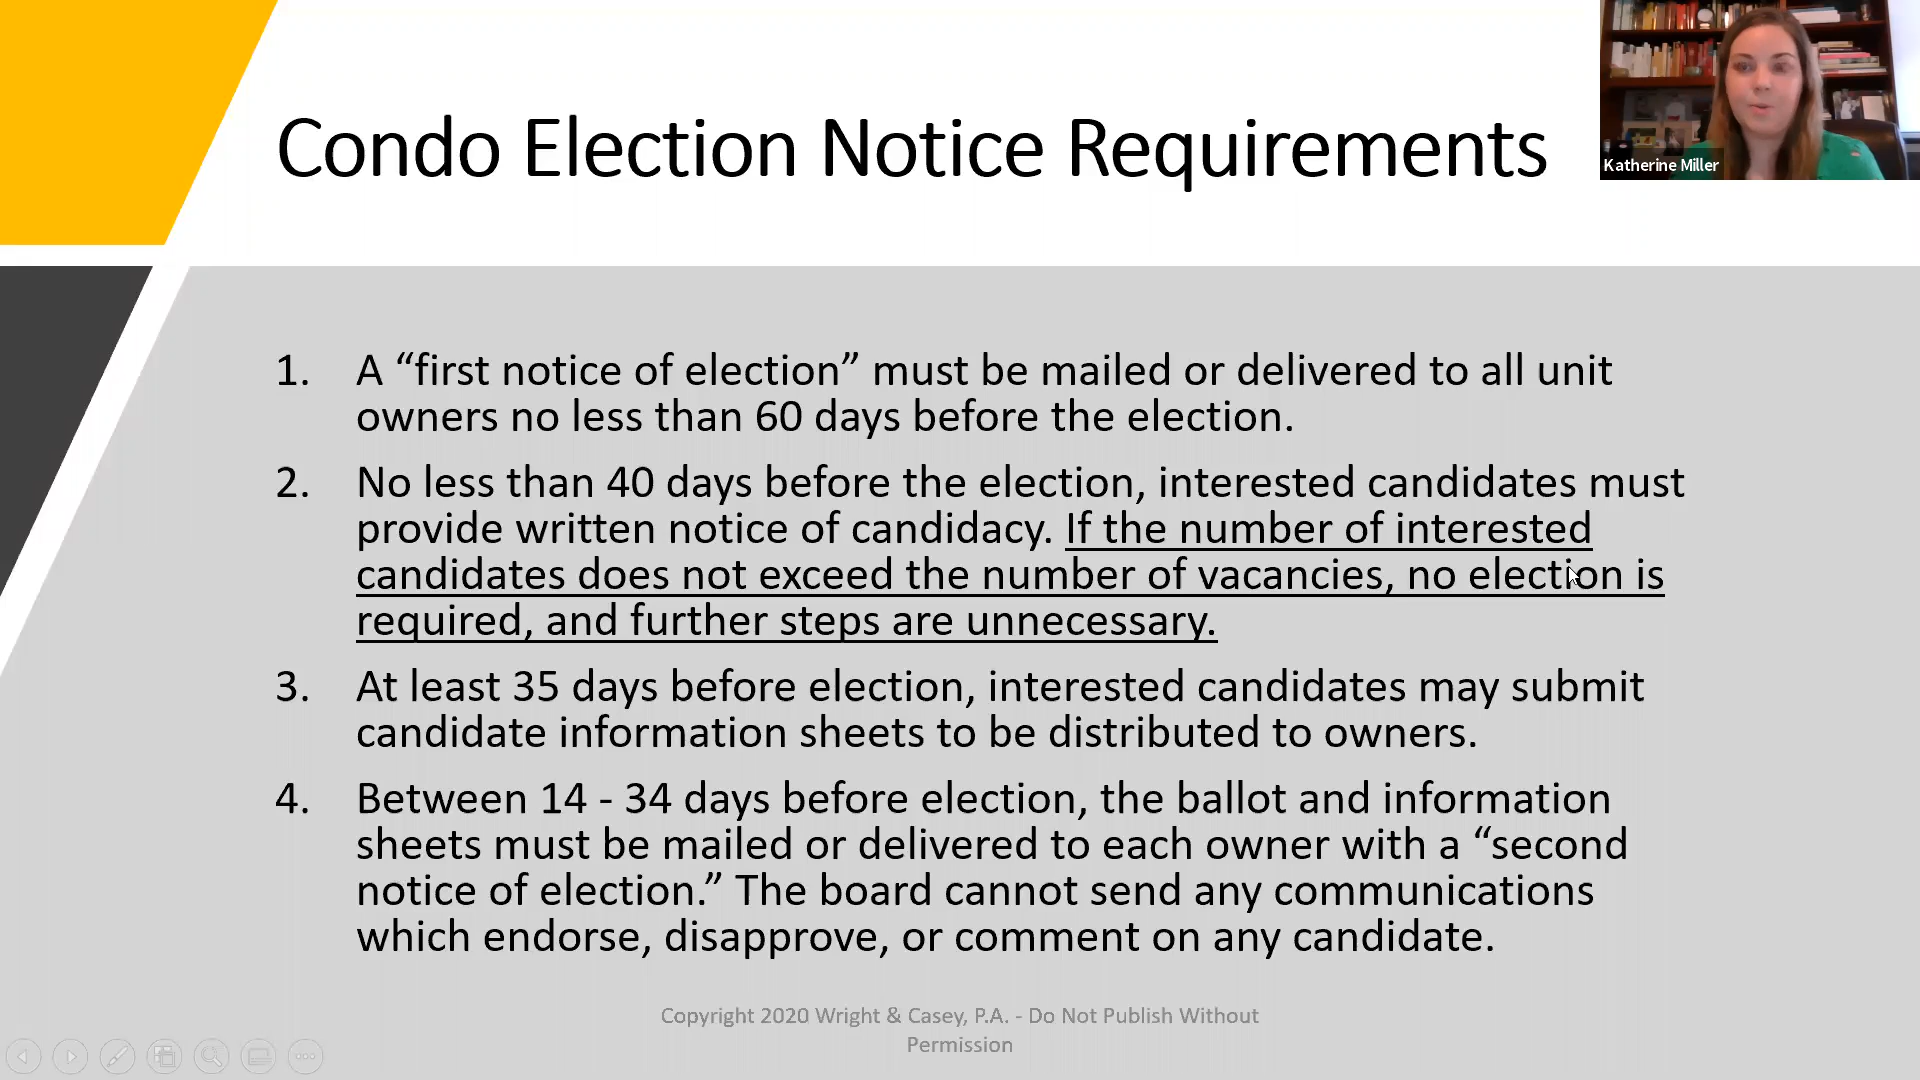 Condo Election Notice Requirements
Katherine Miller
1. A “first notice of election” must be mailed or delivered to all unit
owners no less than 60 days before the election.
2. No less than 40 days before the election, interested candidates must
provide written notice of candidacy. If the number of interested
candidates does not exceed the number of vacancies, no election is
required, and further steps are unnecessary.
3. At least 35 days before election, interested candidates may submit
candidate information sheets to be distributed to owners.
4. Between 14 - 34 days before election, the ballot and information
sheets must be mailed or delivered to each owner with a “second
notice of election.” The board cannot send any communications
which endorse, disapprove, or comment on any candidate.
Copyright 2020 Wright & Casey, P.A. - Do Not Publish Without
Permission